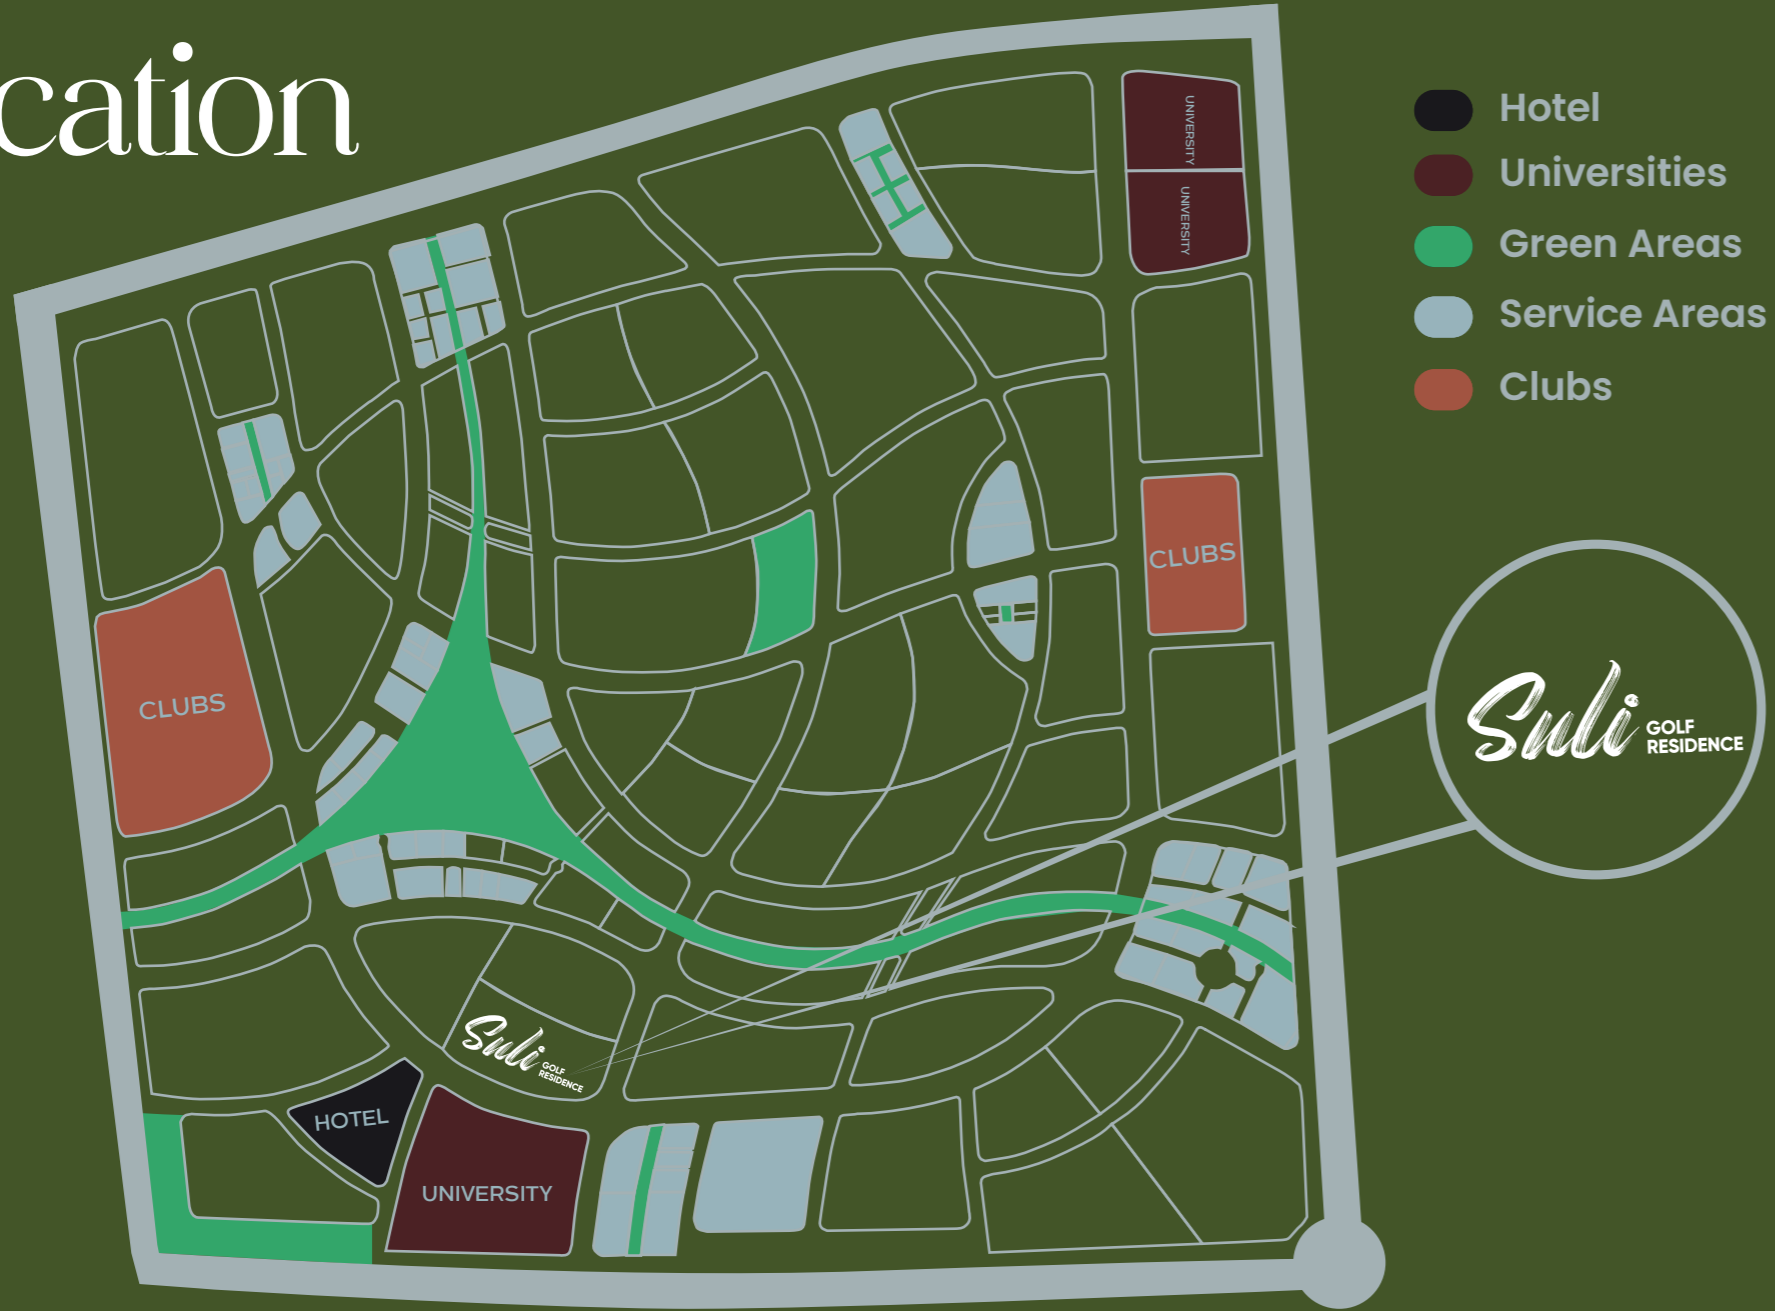 cation
Hotel
Universities
Green Areas
Service Areas
Clubs
UNIVERSITY
UNIVERSITY
CLUBS
CLUBS
Suli GOLF
RESIDENCE
Suli GOLF
RESIDENCE
HOTEL
UNIVERSITY